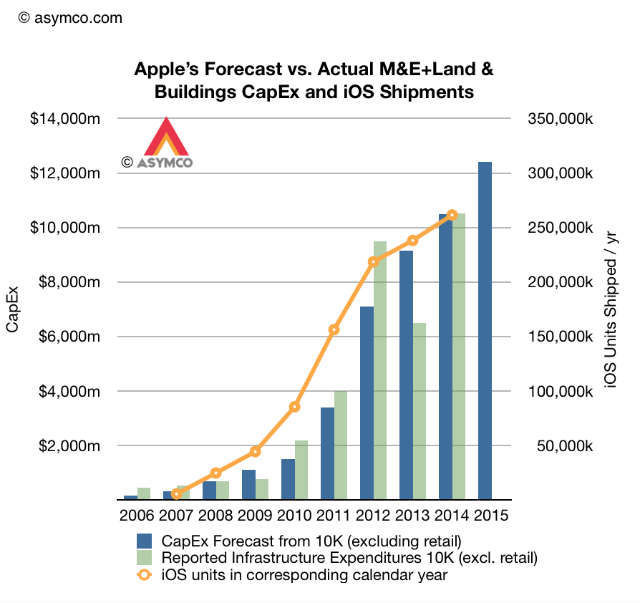 © asymco.com
Apple's Forecast vs. Actual M&E+Land &
Buildings CapEx and iOS Shipments
$14,000m
350,000k
© ASYMCO
$12,000m
300,000k
$10,000m
250,000k
$8,000m
200,000k
CapEx
iOS Units Shipped / yr
$6,000m
150,000k
$4,000m
100,000k
$2,000m
50,000k
2006 2007 2008 2009 2010 2011 2012 2013 2014 2015
CapEx Forecast from 10K (excluding retail)
Reported Infrastructure Expenditures 10K (excl. retail)
iOS units in corresponding calendar year